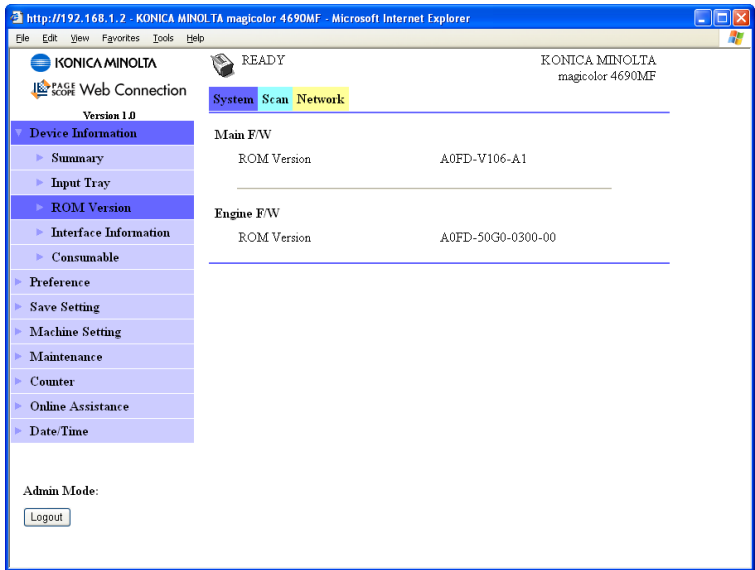 http://192.168.1.2 - KONICA MINOLTA magicolor 4690MF - Microsoft Internet Explorer
File Edit View Favorites Tools Help
KONICA MINOLTA
PAGE SCOPE Web Connection
Version 1.0
READY
KONICA MINOLTA
magicolor 4690MF
System Scan Network
Device Information
Summary
Input Tray
ROM Version
Interface Information
Consumable
Preference
Save Setting
Machine Setting
Maintenance
Counter
Online Assistance
Date/Time
Main F/W
ROM Version A0FD-V106-A1
Engine F/W
ROM Version A0FD-50G0-0300-00
Admin Mode:
Logout